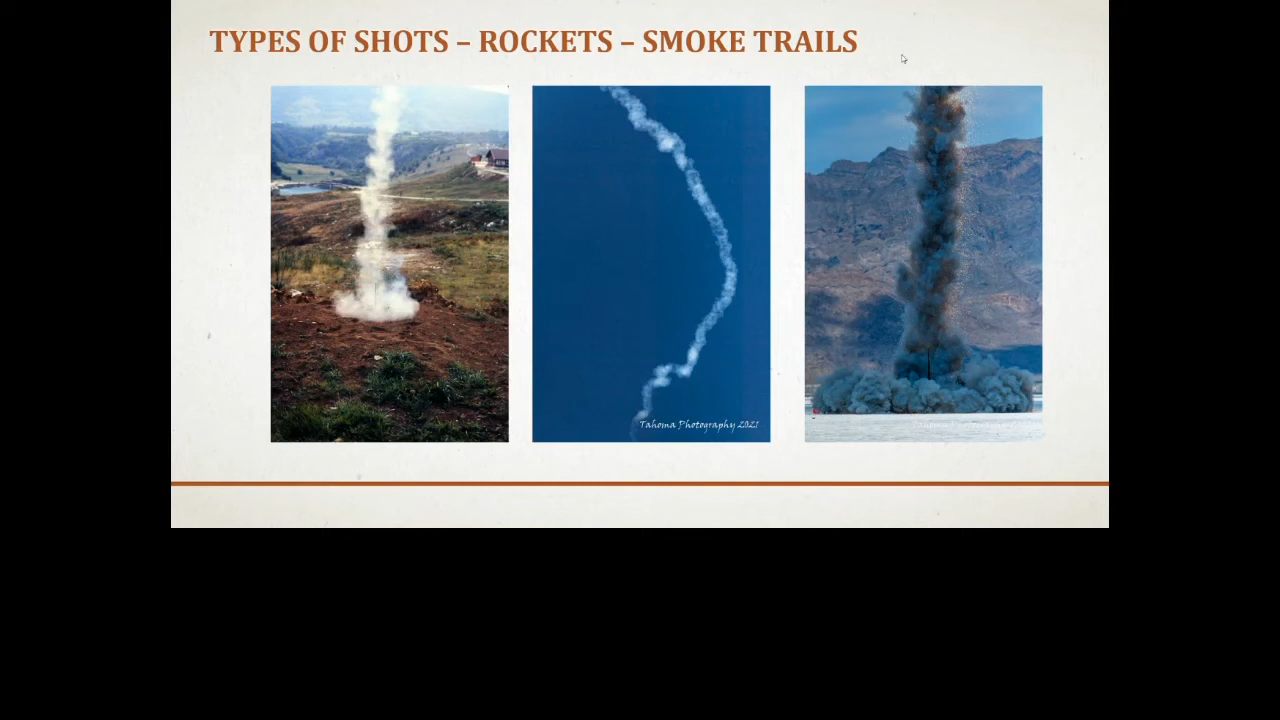 TYPES OF SHOTS – ROCKETS – SMOKE TRAILS
Tahoma Photography 2021